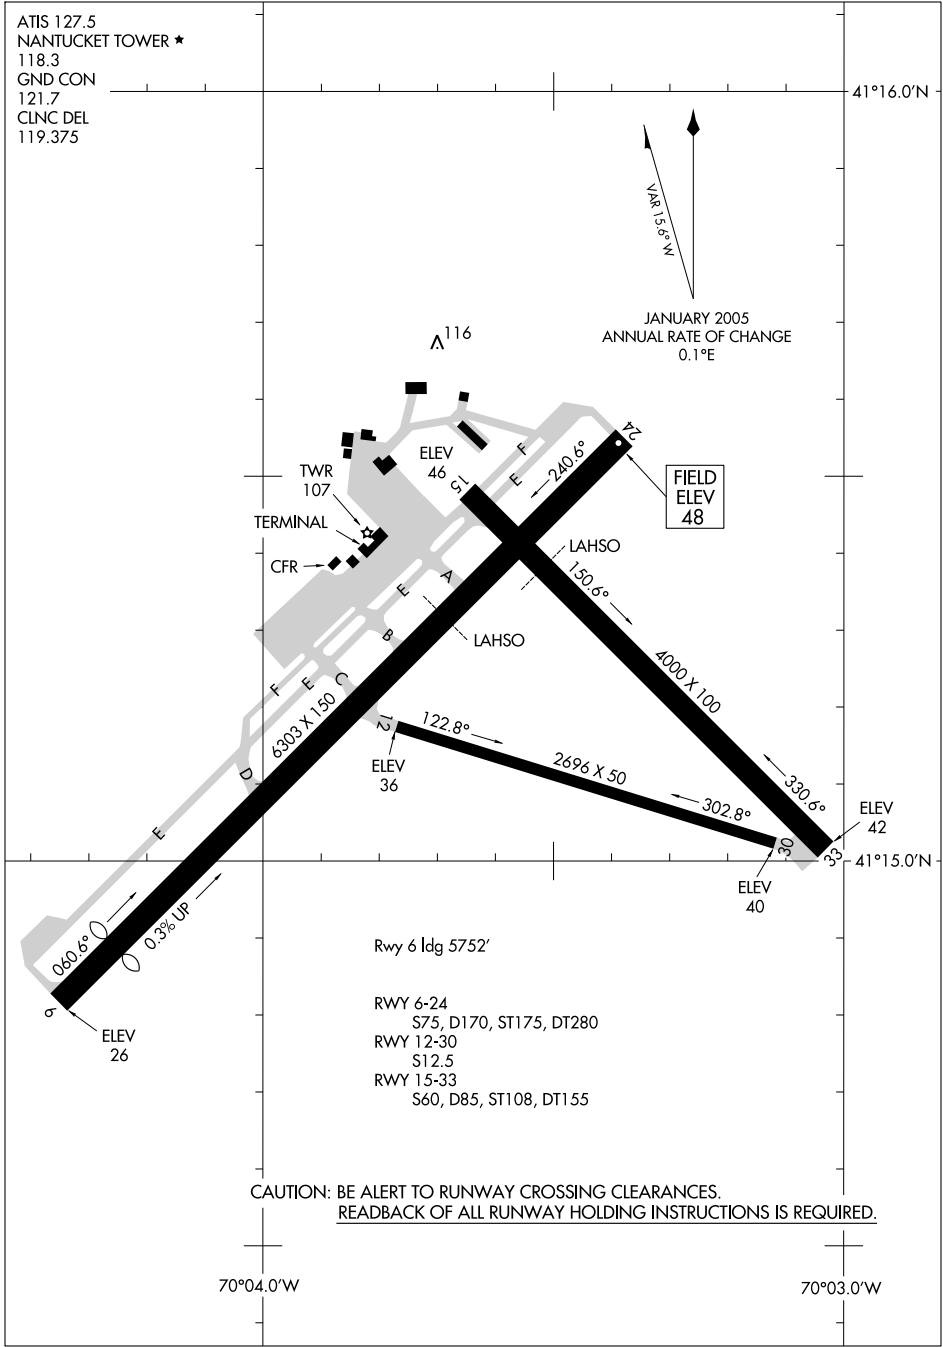 ATIS 127.5
NANTUCKET TOWER ★
118.3
GND CON
121.7
CLNC DEL
119.375
41°16.0'N
VAR 15.6° W
JANUARY 2005
ANNUAL RATE OF CHANGE
0.1°E
116
ELEV
46
TWR
107
TERMINAL
CFR
15
24
240.6°
F
E
FIELD
ELEV
48
LAHSO
150.6°
A
E
B
LAHSO
4000 X 100
C
E
F
6303 X 150
12
122.8°
ELEV
36
2696 X 50
D
302.8°
330.6°
ELEV
42
E
30
33
41°15.0'N
ELEV
40
060.6°
0.3% UP
6
ELEV
26
Rwy 6 ldg 5752'
RWY 6-24
S75, D170, ST175, DT280
RWY 12-30
S12.5
RWY 15-33
S60, D85, ST108, DT155
CAUTION: BE ALERT TO RUNWAY CROSSING CLEARANCES.
READBACK OF ALL RUNWAY HOLDING INSTRUCTIONS IS REQUIRED.
70°04.0'W
70°03.0'W